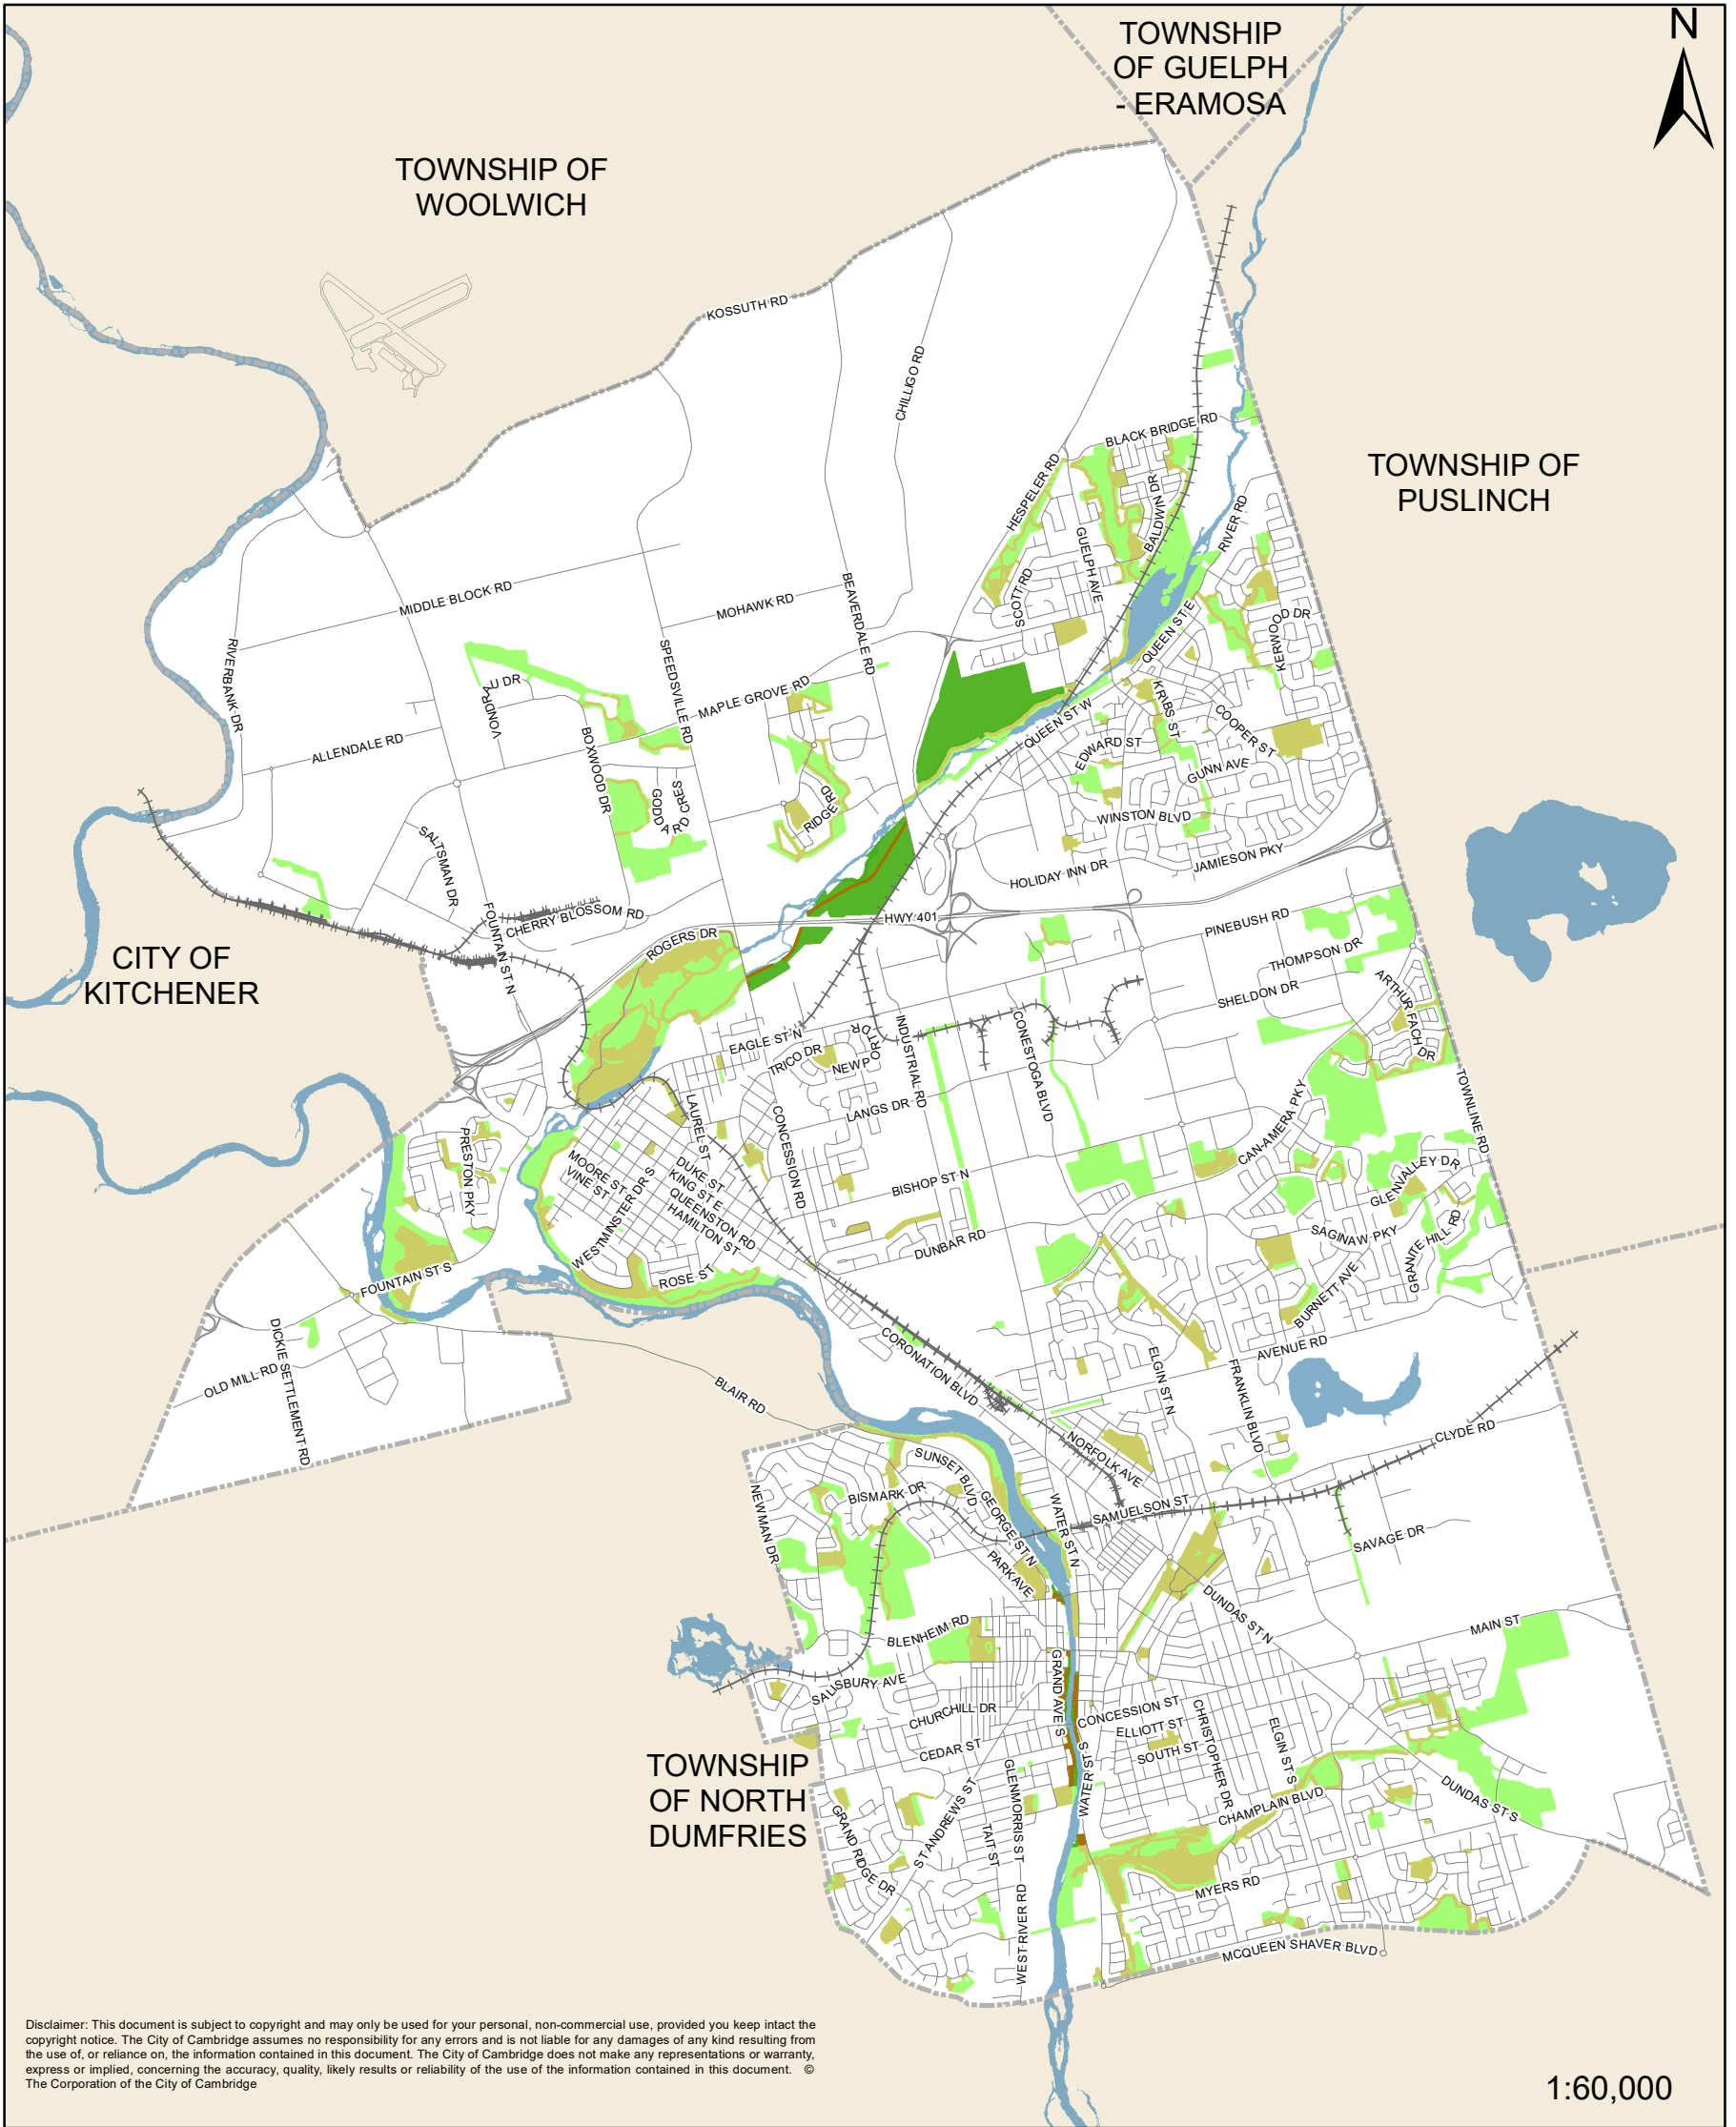 TOWNSHIP
OF GUELPH
- ERAMOSA
N
TOWNSHIP OF
WOOLWICH
KOSSUTH RD
CHILLIGO RD
BLACK BRIDGE RD
TOWNSHIP OF
PUSLINCH
HESPELER RD
BALDWIN DR
RIVER RD
GUELPH AVE
SCOTT RD
MIDDLE BLOCK RD
MOHAWK RD
BEAVERDALE RD
QUEEN ST E
KERWOOD DR
RIVERBANK DR
SPEEDSVILLE RD
VONDRAU DR
MAPLE GROVE RD
KRIBS ST
QUEEN ST W
COOPER ST
ALLENDALE RD
BOXWOOD DR
EDWARD ST
GUNN AVE
GODDARD CRES
RIDGE RD
WINSTON BLVD
SALTSMAN DR
JAMIESON PKY
HOLIDAY INN DR
CHERRY BLOSSOM RD
HWY 401
FOUNTAIN ST N
PINEBUSH RD
ROGERS DR
THOMPSON DR
CITY OF
KITCHENER
SHELDON DR
ARTHUR FACH DR
EAGLE ST N
TRICO DR
NEWPORT DR
INDUSTRIAL RD
CONESTOGA BLVD
LANGS DR
TOWNLINE RD
CAN-AMERA PKY
LAUREL ST
CONCESSION RD
PRESTON PKY
MOORE ST
VINE ST
DUKE ST
KING ST E
QUEENSTON RD
HAMILTON ST
WESTMINSTER DR S
BISHOP ST N
GLENVALLEY DR
DUNBAR RD
SAGINAW PKY
GRANITE HILL RD
FOUNTAIN ST S
ROSE ST
BURNETT AVE
AVENUE RD
CORONATION BLVD
OLD MILL RD
DICKIE SETTLEMENT RD
BLAIR RD
ELGIN ST N
FRANKLIN BLVD
CLYDE RD
NORFOLK AVE
SUNSET BLVD
BISMARK DR
NEWMAN DR
GEORGE ST N
WATER ST N
SAMUELSON ST
SAVAGE DR
PARK AVE
DUNDAS ST N
MAIN ST
BLENHEIM RD
SALISBURY AVE
GRAND AVE S
CHURCHILL DR
CONCESSION ST
ELLIOTT ST
SOUTH ST
CHRISTOPHER DR
ELGIN ST S
CEDAR ST
TOWNSHIP
OF NORTH
DUMFRIES
GLENMORRIS ST
WATER ST S
CHAMPLAIN BLVD
DUNDAS ST S
ST ANDREWS ST
GRAND RIDGE DR
TAIT ST
MYERS RD
WEST RIVER RD
MCQUEEN SHAVER BLVD
Disclaimer: This document is subject to copyright and may only be used for your personal, non-commercial use, provided you keep intact the
copyright notice. The City of Cambridge assumes no responsibility for any errors and is not liable for any damages of any kind resulting from
the use of, or reliance on, the information contained in this document. The City of Cambridge does not make any representations or warranty,
express or implied, concerning the accuracy, quality, likely results or reliability of the use of the information contained in this document. ©
The Corporation of the City of Cambridge
1:60,000